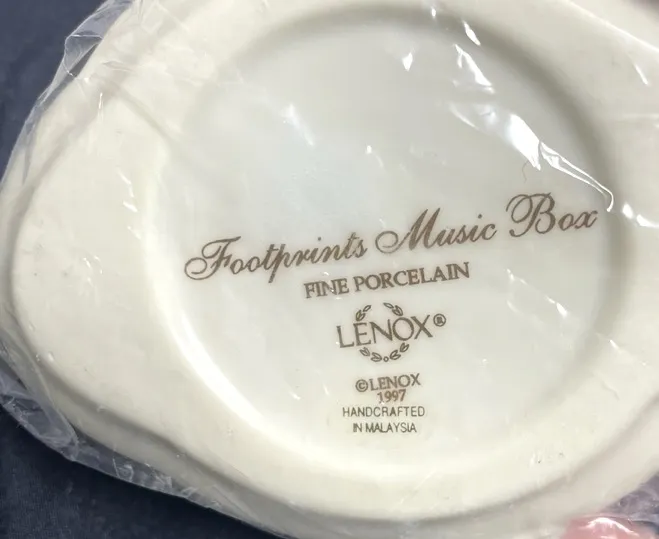 Footprints Music Box
FINE PORCELAIN
LENOX®
©LENOX
1997
HANDCRAFTED
IN MALAYSIA